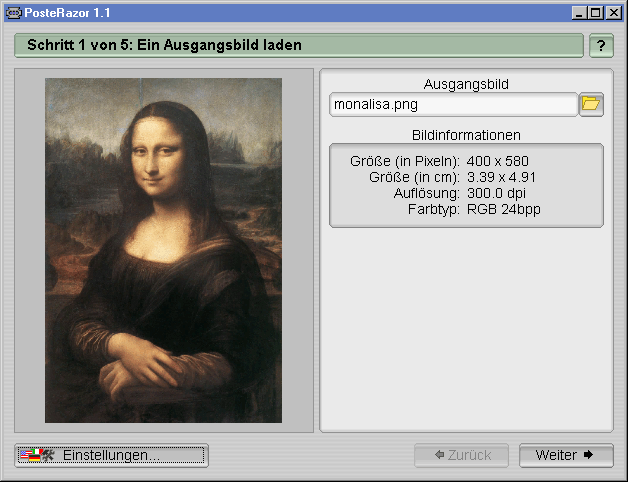 PosteRazor 1.1
Schritt 1 von 5: Ein Ausgangsbild laden
?
Ausgangsbild
monalisa.png
Bildinformationen
Größe (in Pixeln): 400 x 580
Größe (in cm): 3.39 x 4.91
Auflösung: 300.0 dpi
Farbtyp: RGB 24bpp
Einstellungen...
Zurück
Weiter